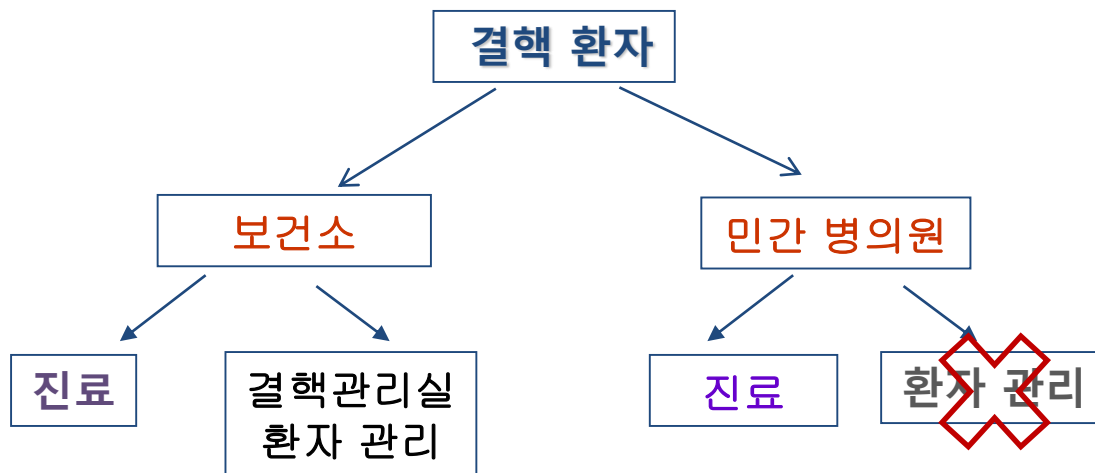 결핵 환자
보건소
민간 병의원
진료
결핵관리실
환자 관리
진료
환자 관리